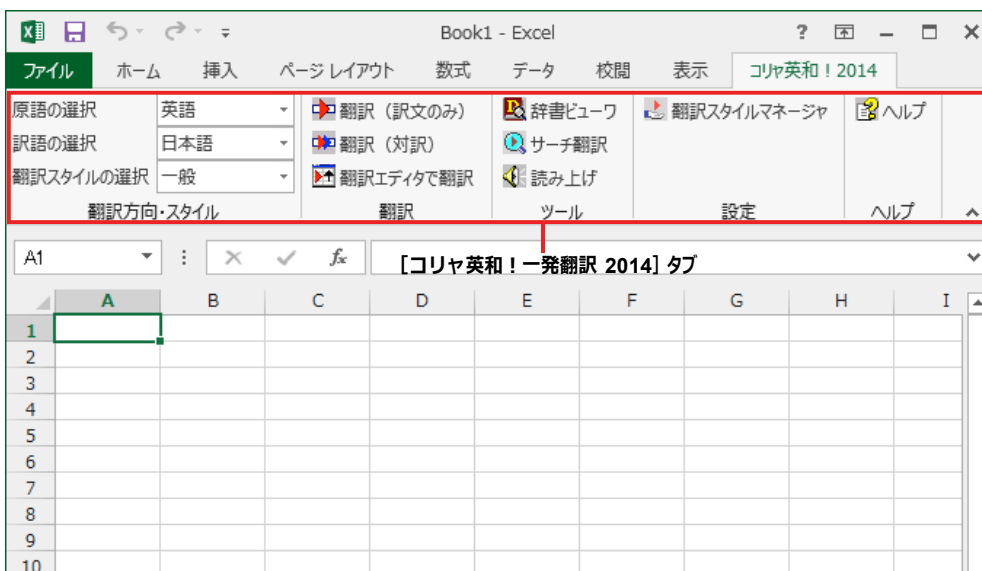 Book1 - Excel
ファイル ホーム 挿入 ページ レイアウト 数式 データ 校閲 表示 コリャ英和！2014
原語の選択 英語 翻訳（訳文のみ） 辞書ビューワ 翻訳スタイルマネージャ ヘルプ
訳語の選択 日本語 翻訳（対訳） サーチ翻訳
翻訳スタイルの選択 一般 翻訳エディタで翻訳 読み上げ
翻訳方向・スタイル 翻訳 ツール 設定 ヘルプ
A1 fx
［コリャ英和！一発翻訳 2014］タブ
A B C D E F G H I
1
2
3
4
5
6
7
8
9
10